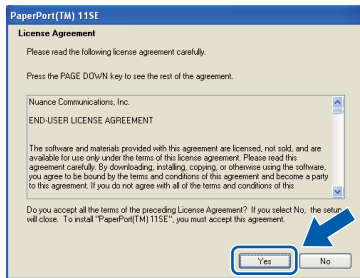 PaperPort(TM) 11SE
License Agreement
Please read the following license agreement carefully.
Press the PAGE DOWN key to see the rest of the agreement.
Nuance Communications, Inc.
END-USER LICENSE AGREEMENT
The software and materials provided with this agreement are licensed, not sold, and are
available for use only under the terms of this license agreement. Please read this
agreement carefully. By downloading, installing, copying, or otherwise using the software,
you agree to be bound by the terms and conditions of this agreement and become a party
to this agreement. If you do not agree with all of the terms and conditions of this
Do you accept all the terms of the preceding License Agreement? If you select No, the setup
will close. To install "PaperPort(TM) 11SE", you must accept this agreement.
Yes
No